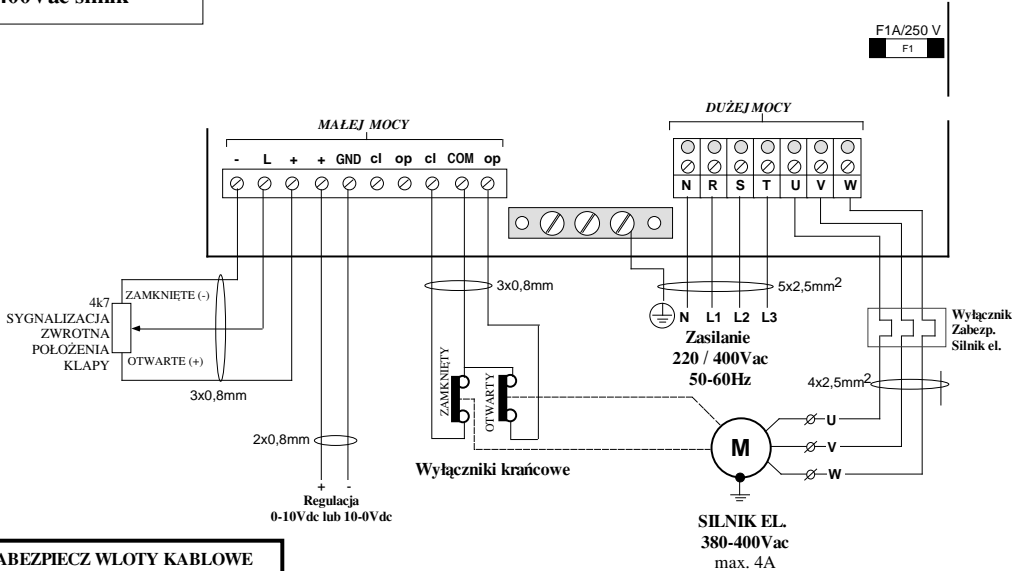 400Vac silnik
F1A/250 V
F1
MAŁEJ MOCY
DUŻEJ MOCY
- L + + GND cl op cl COM op
N R S T U V W
4k7
SYGNALIZACJA
ZWROTNA
POŁOŻENIA
KLAPY
ZAMKNIĘTE (-)
OTWARTE (+)
3x0,8mm
3x0,8mm
5x2,5mm2
N L1 L2 L3
Zasilanie
220 / 400Vac
50-60Hz
Wyłącznik
Zabezp.
Silnik el.
4x2,5mm2
ZAMKNIĘTY
OTWARTY
2x0,8mm
Wyłączniki krańcowe
M
U
V
W
+ -
Regulacja
0-10Vdc lub 10-0Vdc
SILNIK EL.
380-400Vac
max. 4A
ABEZPIECZ WLOTY KABLOWE